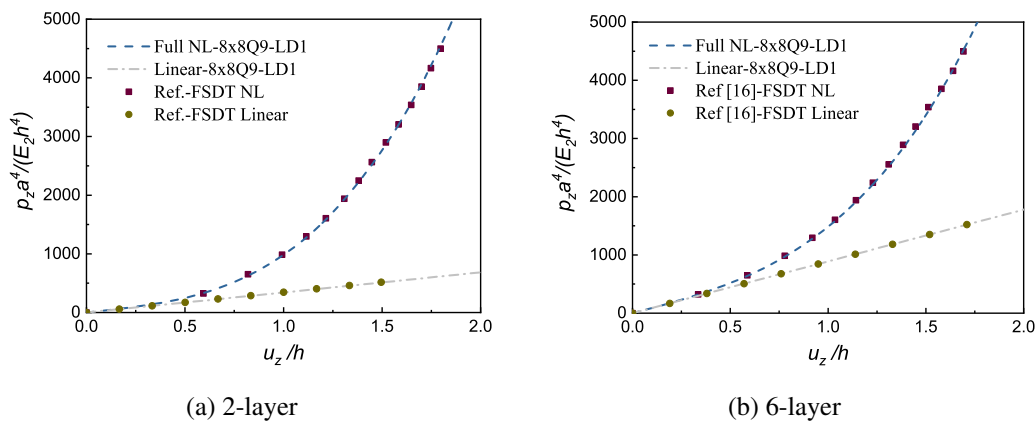 5000
4000
3000
2000
1000
0
0.0
0.5
1.0
1.5
2.0
p_z a^4/(E_2h^4)
u_z /h
Full NL-8x8Q9-LD1
Linear-8x8Q9-LD1
Ref.-FSDT NL
Ref.-FSDT Linear
(a) 2-layer
5000
4000
3000
2000
1000
0
0.0
0.5
1.0
1.5
2.0
p_z a^4/(E_2h^4)
u_z /h
Full NL-8x8Q9-LD1
Linear-8x8Q9-LD1
Ref [16]-FSDT NL
Ref [16]-FSDT Linear
(b) 6-layer